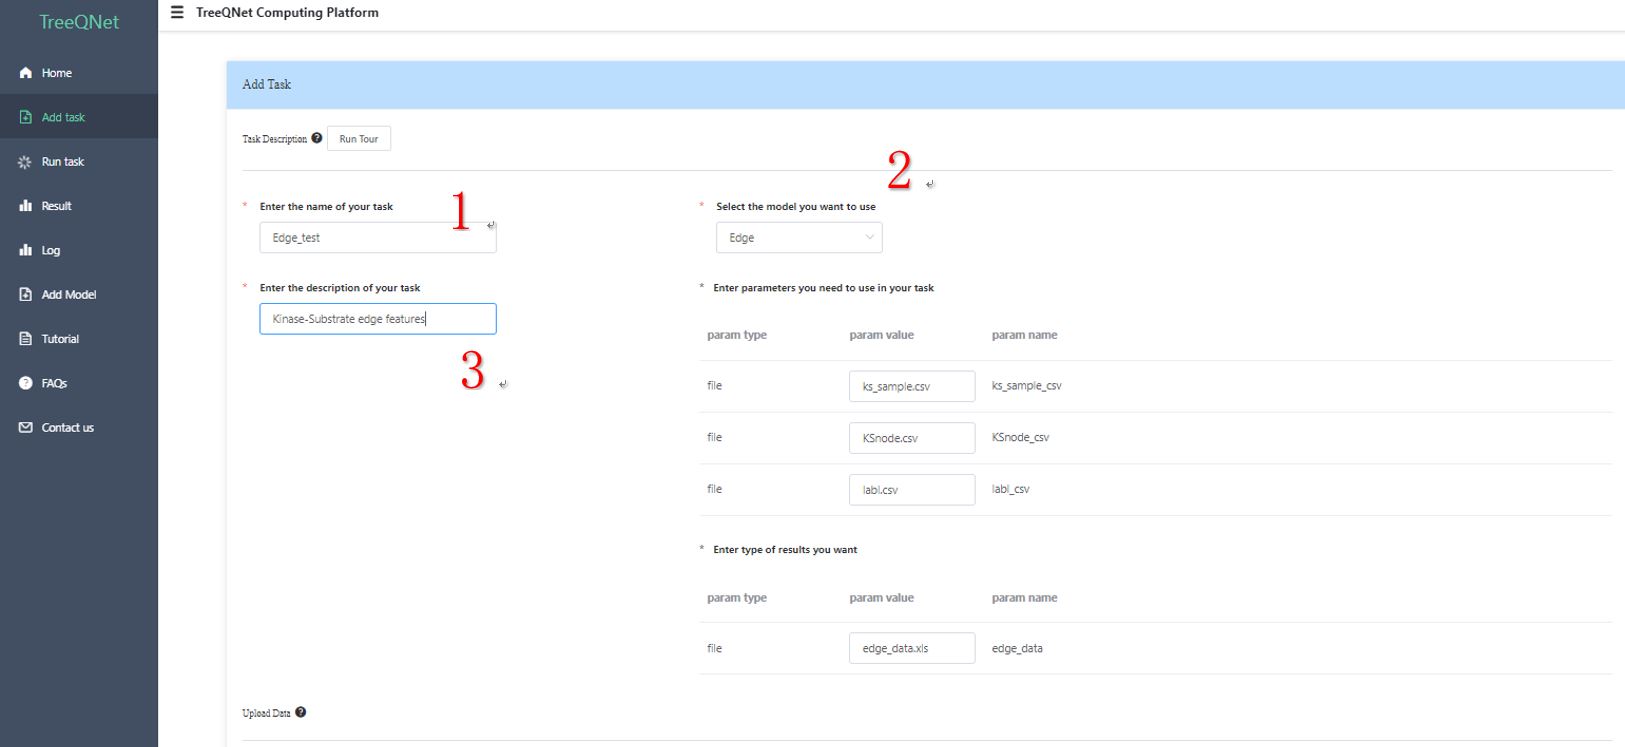 TreeQNet
TreeQNet Computing Platform
Home
Add task
Run task
Result
Log
Add Model
Tutorial
FAQs
Contact us
Add Task
Task Description ? Run Tour
1
2
* Enter the name of your task
Edge_test
* Select the model you want to use
Edge
* Enter the description of your task
Kinase-Substrate edge features
3
* Enter parameters you need to use in your task
param type param value param name
file ks_sample.csv ks_sample_csv
file KSnode.csv KSnode_csv
file labl.csv labl_csv
* Enter type of results you want
param type param value param name
file edge_data.xls edge_data
Upload Data ?